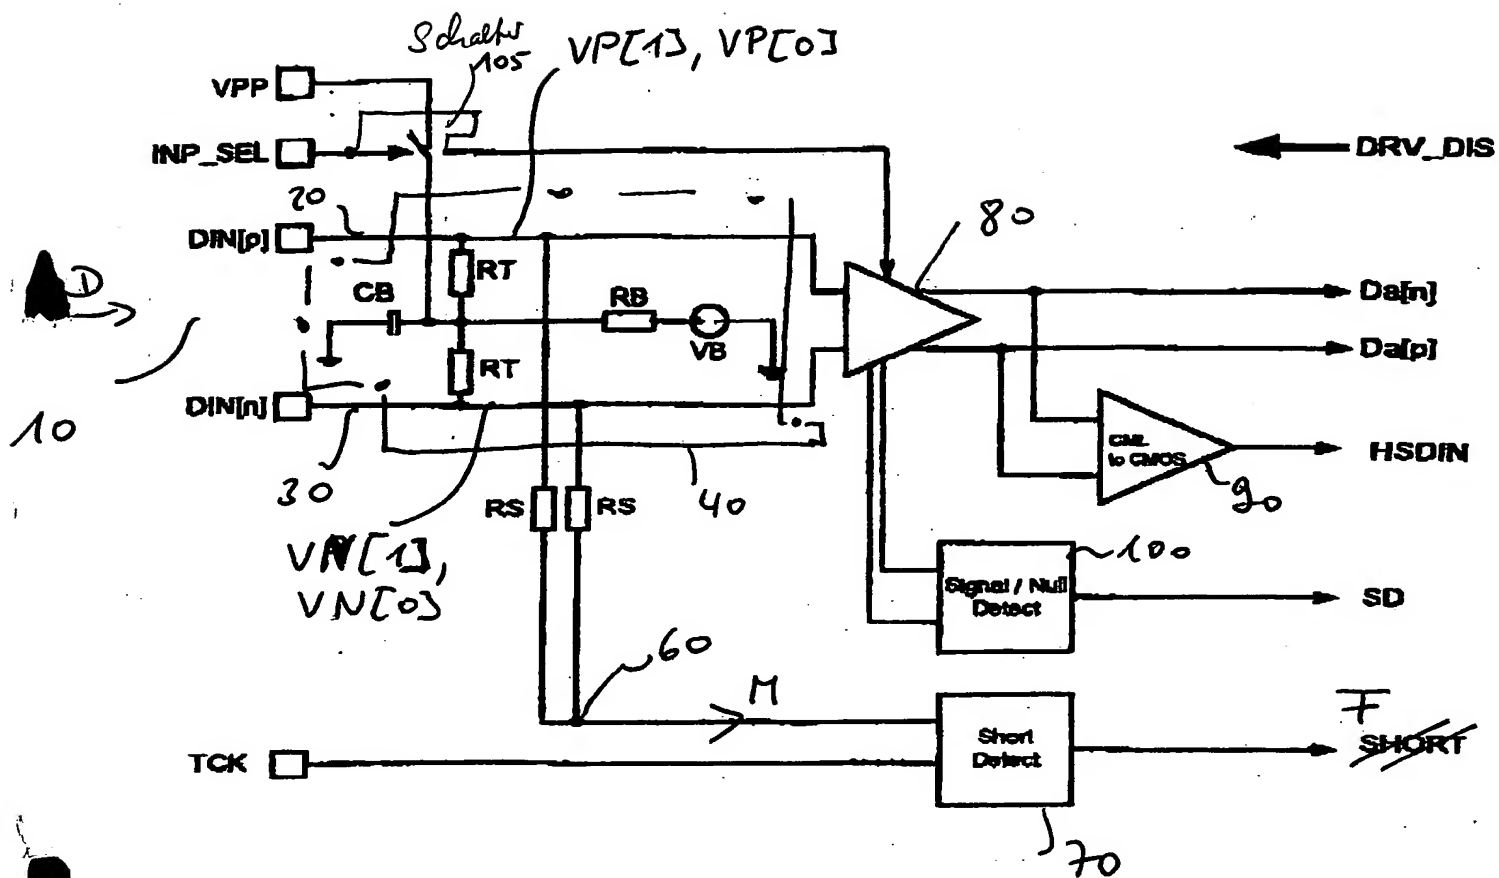 Schalter
105
VP[1], VP[0]
VPP
INP_SEL
DRV_DIS
20
DIN[p]
80
RT
D
CB
RB
Da[n]
VB
Da[p]
RT
DIN[n]
10
CML
to CMOS
HSDIN
30
RS
RS
40
90
VN[1],
VN[0]
100
Signal / Null
Detect
SD
60
M
F
Short
Detect
SHORT
TCK
70